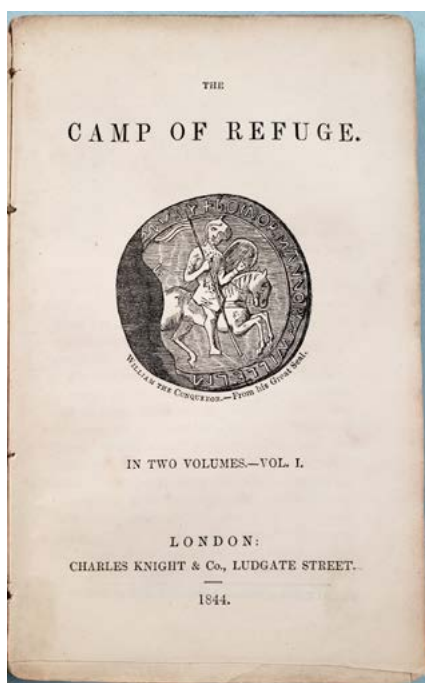 THE
CAMP OF REFUGE.
WILLIAM THE CONQUEROR.—From his Great Seal.
IN TWO VOLUMES.—VOL. I.
LONDON:
CHARLES KNIGHT & Co., LUDGATE STREET.
1844.